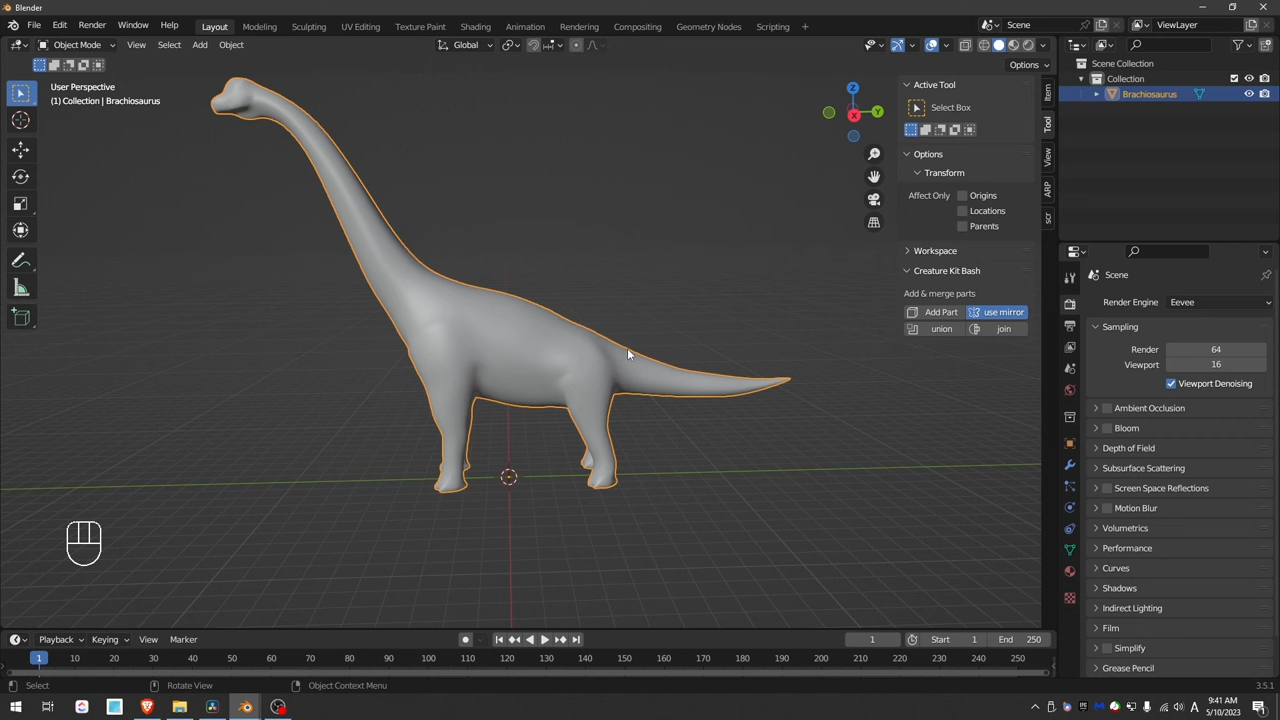 Blender
File Edit Render Window Help Layout Modeling Sculpting UV Editing Texture Paint Shading Animation Rendering Compositing Geometry Nodes Scripting + Scene ViewLayer
Object Mode View Select Add Object Global
Options
User Perspective
(1) Collection | Brachiosaurus
Z
Y
X
Active Tool
Select Box
Options
Transform
Affect Only Origins
Locations
Parents
Workspace
Creature Kit Bash
Add & merge parts
Add Part use mirror
union join
Item
Tool
View
ARP
scr
Scene Collection
Collection
Brachiosaurus
Scene
Render Engine Eevee
Sampling
Render 64
Viewport 16
Viewport Denoising
Ambient Occlusion
Bloom
Depth of Field
Subsurface Scattering
Screen Space Reflections
Motion Blur
Volumetrics
Performance
Curves
Shadows
Indirect Lighting
Film
Simplify
Grease Pencil
Playback Keying View Marker 1 Start 1 End 250
1 10 20 30 40 50 60 70 80 90 100 110 120 130 140 150 160 170 180 190 200 210 220 230 240 250
Select Rotate View Object Context Menu 3.5.1
A 9:41 AM
5/10/2023